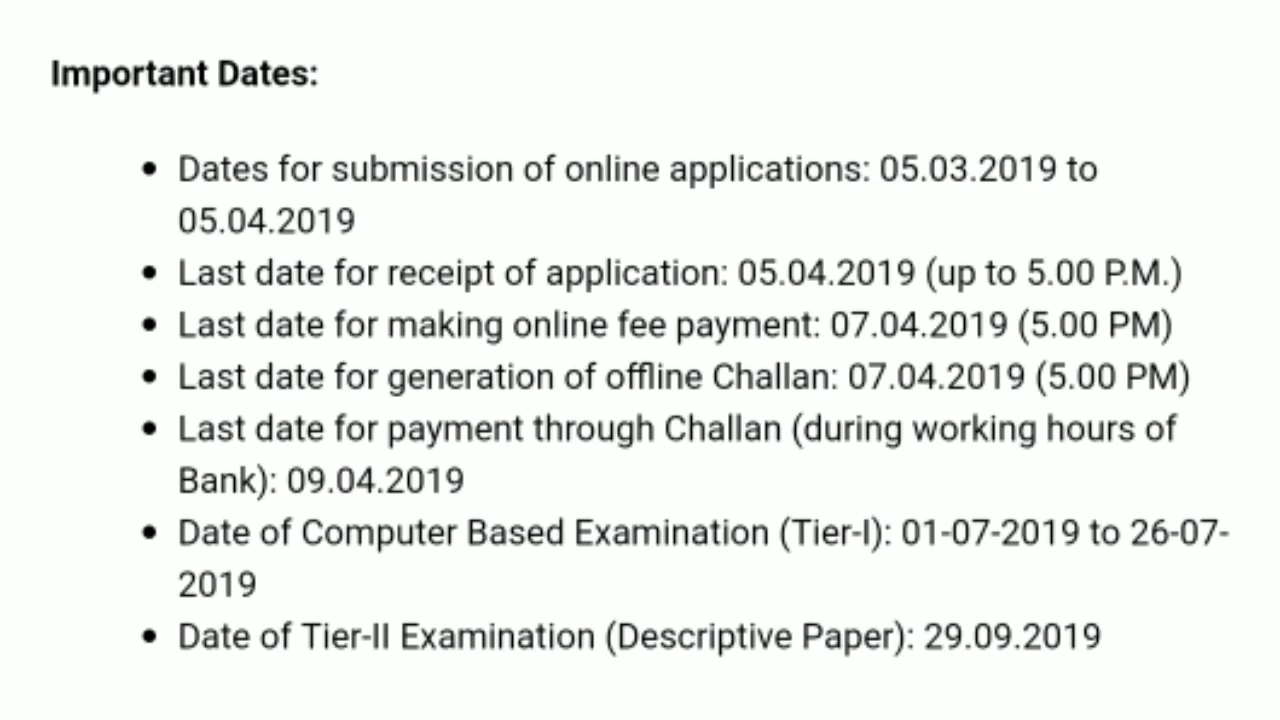 Important Dates:
• Dates for submission of online applications: 05.03.2019 to
05.04.2019
• Last date for receipt of application: 05.04.2019 (up to 5.00 P.M.)
• Last date for making online fee payment: 07.04.2019 (5.00 PM)
• Last date for generation of offline Challan: 07.04.2019 (5.00 PM)
• Last date for payment through Challan (during working hours of
Bank): 09.04.2019
• Date of Computer Based Examination (Tier-I): 01-07-2019 to 26-07-
2019
• Date of Tier-II Examination (Descriptive Paper): 29.09.2019